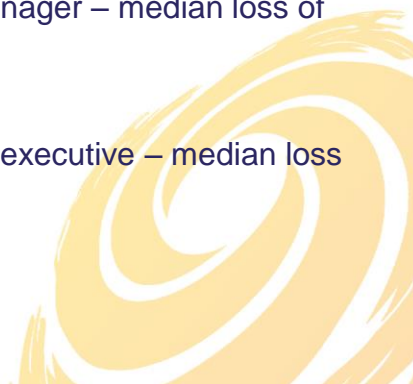 nager – median loss of
executive – median loss